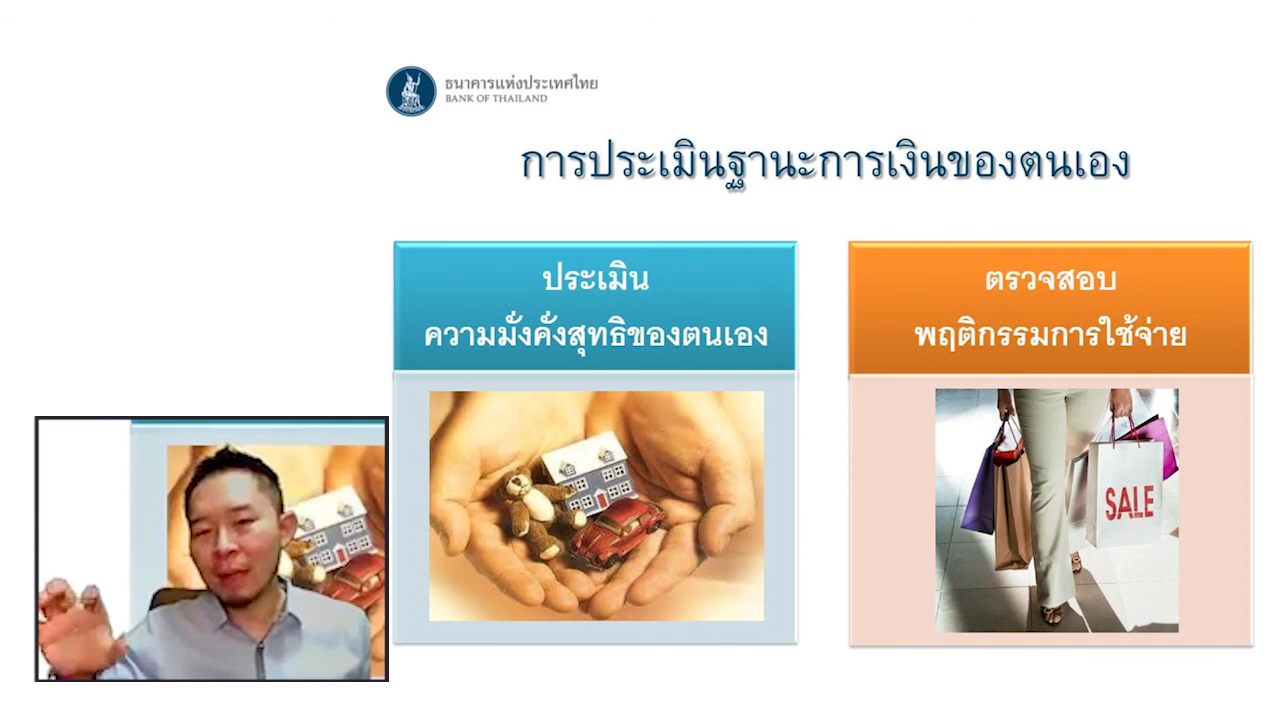 ธนาคารแห่งประเทศไทย
BANK OF THAILAND
การประเมินฐานะการเงินของตนเอง
ประเมิน
ความมั่งคั่งสุทธิของตนเอง
ตรวจสอบ
พฤติกรรมการใช้จ่าย
SALE